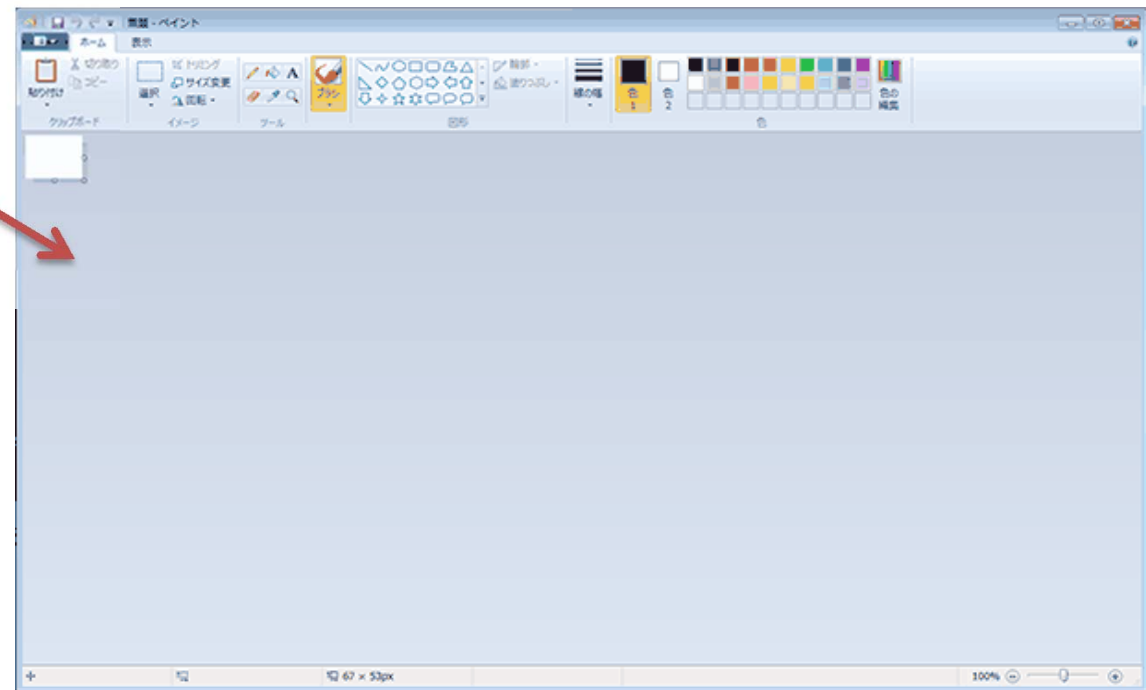 無題 - ペイント
ホーム 表示
貼り付け
切り取り
コピー
クリップボード
選択
トリミング
サイズ変更
回転
イメージ
A
ツール
ブラシ
輪郭
塗りつぶし
図形
線の幅
色
1
色
2
色の
編集
色
67 × 53px
100%